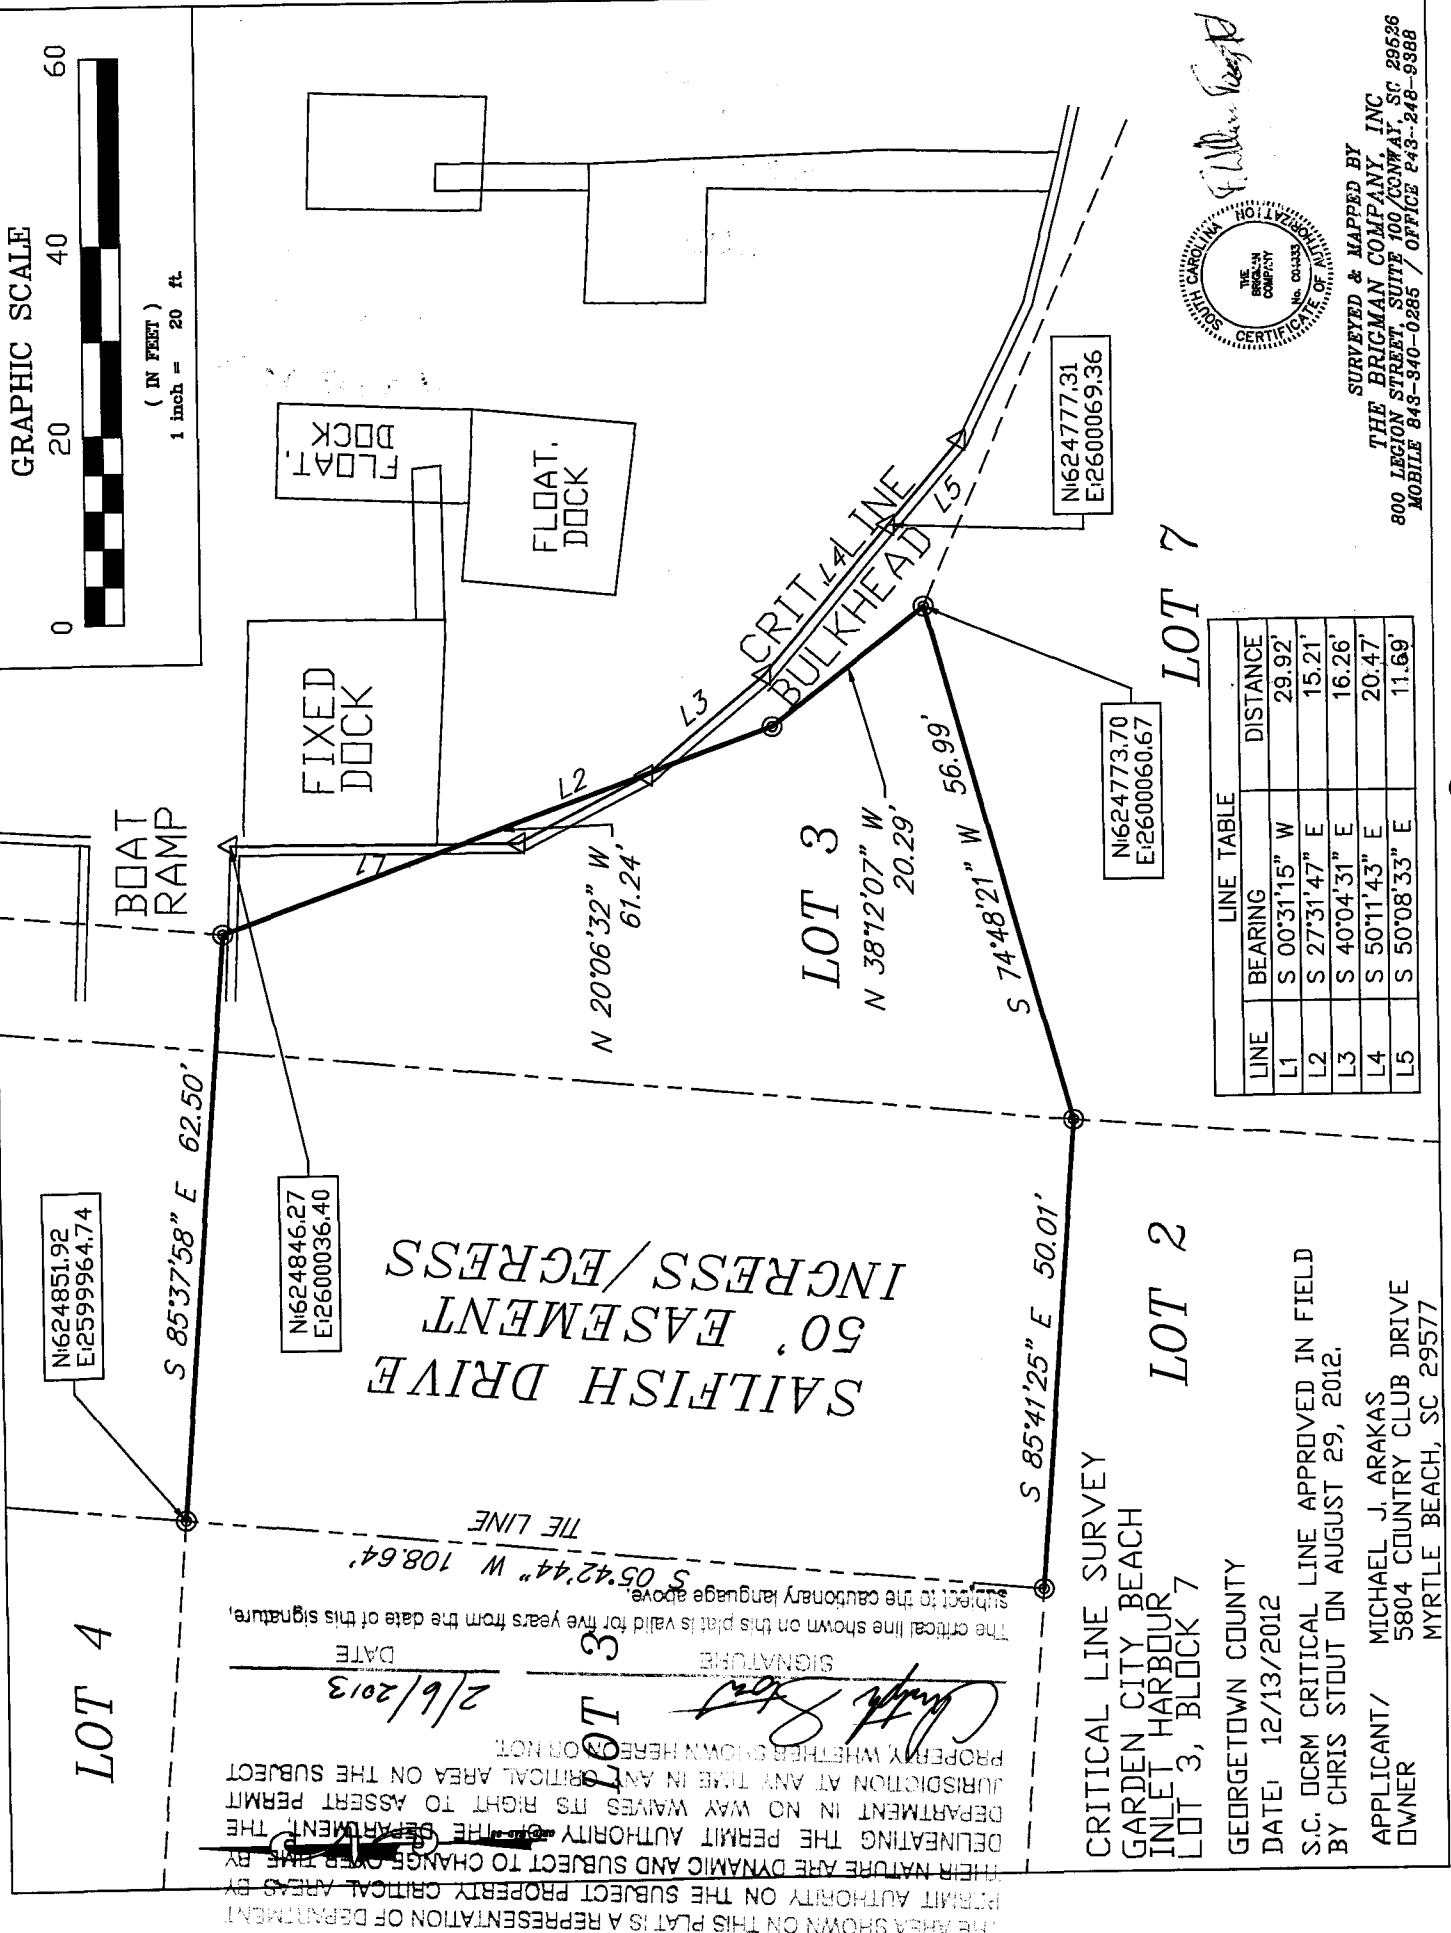 GRAPHIC SCALE
0
20
40
60
( IN FEET )
1 inch = 20 ft.
BOAT
RAMP
FIXED
DOCK
FLOAT.
DOCK
FLOAT.
DOCK
CRIT. LINE
BULKHEAD
L1
L2
L3
L4
L5
N:624851.92
E:2599964.74
N:624846.27
E:2600036.40
N:624777.31
E:2600069.36
N:624773.70
E:2600060.67
S 85°37'58" E 62.50'
N 20°06'32" W
61.24'
N 38°12'07" W
20.29'
S 74°48'21" W 56.99'
S 85°41'25" E 50.01'
S 05°42'44" W 108.64'
TIE LINE
LOT 4
LOT 3
LOT 3
LOT 2
LOT 7
SAILFISH DRIVE
50' EASEMENT
INGRESS/EGRESS
LINE TABLE
LINE BEARING DISTANCE
L1 S 00°31'15" W 29.92'
L2 S 27°31'47" E 15.21'
L3 S 40°04'31" E 16.26'
L4 S 50°11'43" E 20.47'
L5 S 50°08'33" E 11.69'
CRITICAL LINE SURVEY
GARDEN CITY BEACH
INLET HARBOUR
LOT 3, BLOCK 7
GEORGETOWN COUNTY
DATE: 12/13/2012
S.C. OCRM CRITICAL LINE APPROVED IN FIELD
BY CHRIS STOUT ON AUGUST 29, 2012.
APPLICANT/ MICHAEL J. ARAKAS
OWNER 5804 COUNTRY CLUB DRIVE
MYRTLE BEACH, SC 29577
THE AREA SHOWN ON THIS PLAT IS A REPRESENTATION OF DEPARTMENT
PERMIT AUTHORITY ON THE SUBJECT PROPERTY. CRITICAL AREAS BY
THEIR NATURE ARE DYNAMIC AND SUBJECT TO CHANGE OVER TIME. BY
DELINEATING THE PERMIT AUTHORITY OF THE DEPARTMENT, THE
DEPARTMENT IN NO WAY WAIVES ITS RIGHT TO ASSERT PERMIT
JURISDICTION AT ANY TIME IN ANY CRITICAL AREA ON THE SUBJECT
PROPERTY, WHETHER SHOWN HEREON OR NOT.
2/6/2013
SIGNATURE DATE
The critical line shown on this plat is valid for five years from the date of this signature,
subject to the cautionary language above.
SOUTH CAROLINA
CERTIFICATE OF AUTHORIZATION
THE
BRIGMAN
COMPANY
No. C04333
SURVEYED & MAPPED BY
THE BRIGMAN COMPANY, INC
800 LEGION STREET, SUITE 100/CONWAY, SC 29526
MOBILE 843-340-0285 / OFFICE 843-248-9388